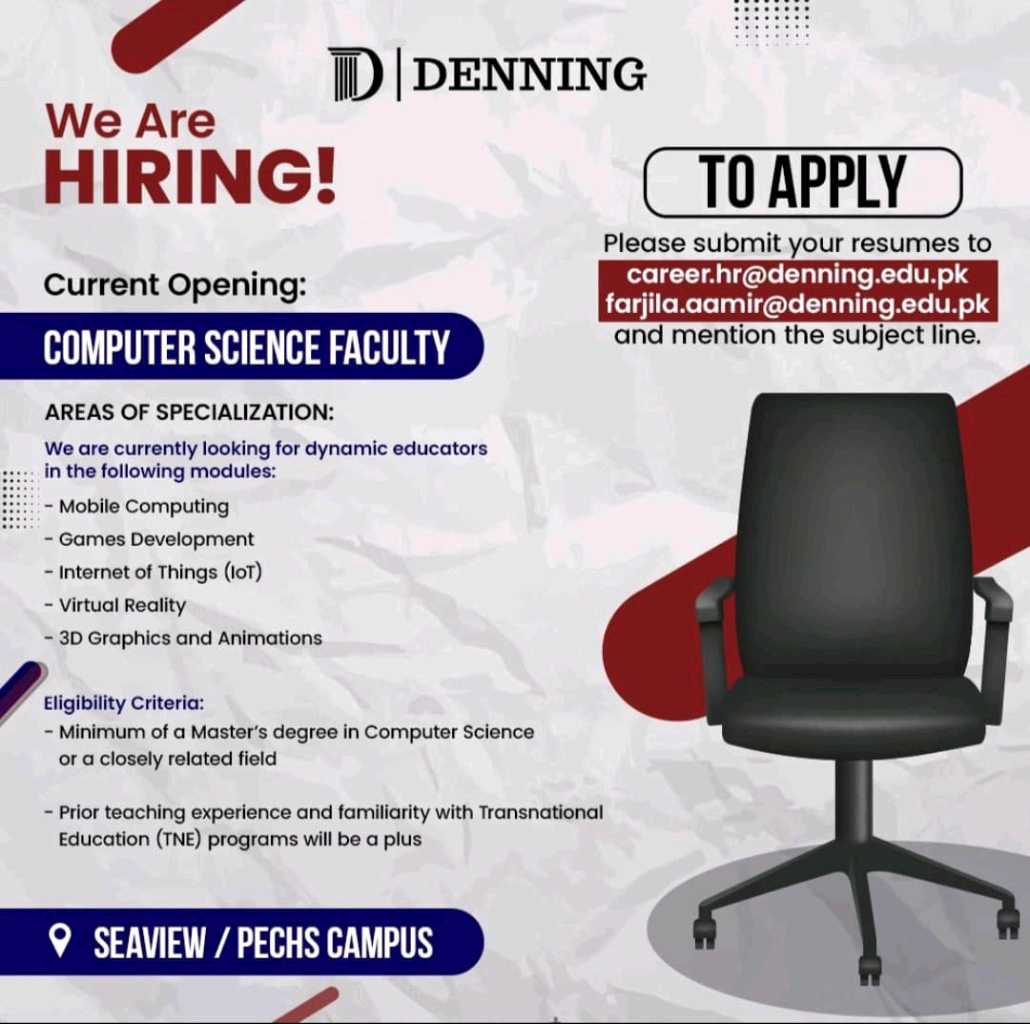 D | DENNING
We Are
HIRING!
Current Opening:
COMPUTER SCIENCE FACULTY
AREAS OF SPECIALIZATION:
We are currently looking for dynamic educators
in the following modules:
- Mobile Computing
- Games Development
- Internet of Things (IoT)
- Virtual Reality
- 3D Graphics and Animations
Eligibility Criteria:
- Minimum of a Master's degree in Computer Science
or a closely related field
- Prior teaching experience and familiarity with Transnational
Education (TNE) programs will be a plus
SEAVIEW / PECHS CAMPUS
TO APPLY
Please submit your resumes to
career.hr@denning.edu.pk
farjila.aamir@denning.edu.pk
and mention the subject line.